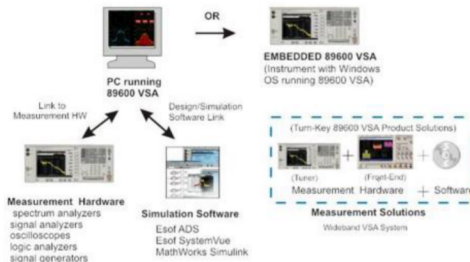 OR
PC running
89600 VSA
EMBEDDED 89600 VSA
(Instrument with Windows
OS running 89600 VSA)
Link to
Measurement HW
Design/Simulation
Software Link
Measurement Hardware
spectrum analyzers
signal analyzers
oscilloscopes
logic analyzers
signal generators
Simulation Software
Esof ADS
Esof SystemVue
MathWorks Simulink
(Turn-Key 89600 VSA Product Solutions)
+ +
(Tuner) (Front-End)
Measurement Hardware + Software
Measurement Solutions
Wideband VSA System